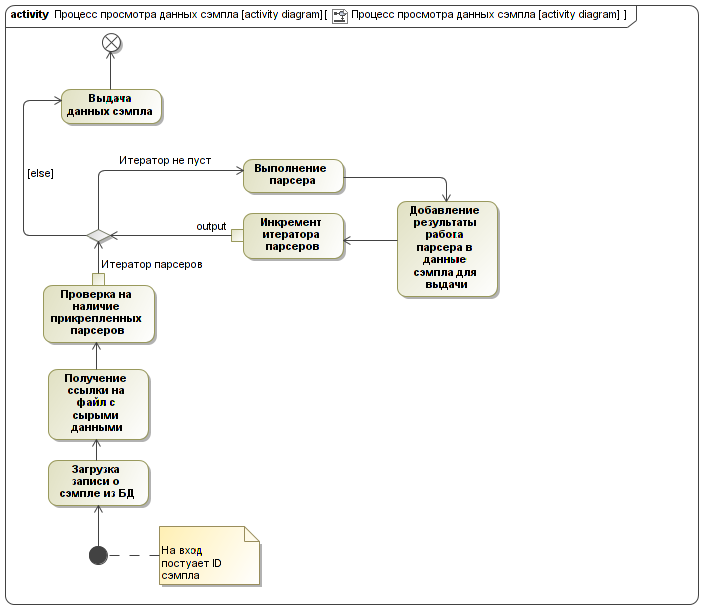 activity Процесс просмотра данных сэмпла [activity diagram][ Процесс просмотра данных сэмпла [activity diagram] ]
Выдача
данных сэмпла
[else]
Итератор не пуст
Выполнение
парсера
output
Инкремент
итератора
парсеров
Добавление
результаты
работа
парсера в
данные
сэмпла для
выдачи
Итератор парсеров
Проверка на
наличие
прикрепленных
парсеров
Получение
ссылки на
файл с
сырыми
данными
Загрузка
записи о
сэмпле из БД
На вход
постуает ID
сэмпла